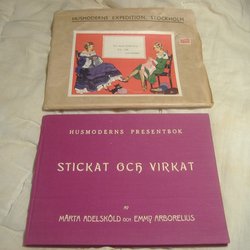 HUSMODERNS EXPEDITION, STOCKHOLM
HUSMODERNS PRESENTBOK
STICKAT OCH VIRKAT
AV
MÄRTA ADELSKÖLD OCH EMMY ARBORELIUS